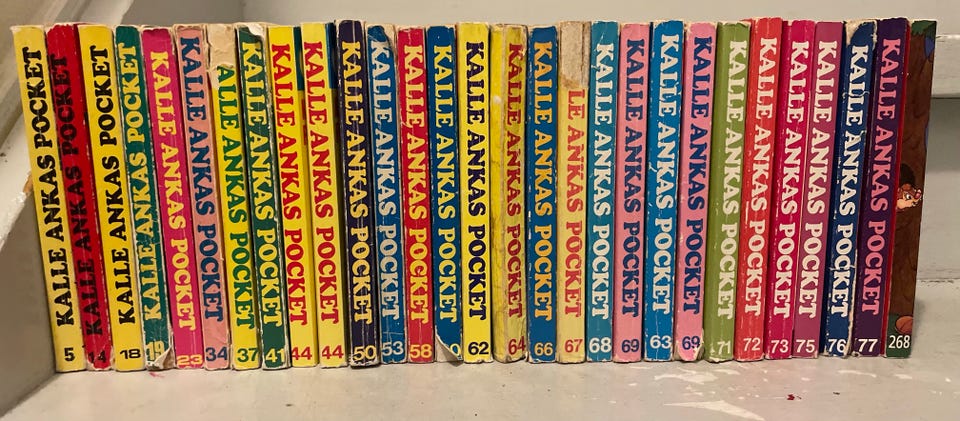 KALLE ANKAS POCKET 5
KALLE ANKAS POCKET 14
KALLE ANKAS POCKET 18
KALLE ANKAS POCKET 19
KALLE ANKAS POCKET 23
KALLE ANKAS POCKET 34
ALLE ANKAS POCKET 37
KALLE ANKAS POCKET 41
KALLE ANKAS POCKET 44
KALLE ANKAS POCKET 44
KALLE ANKAS POCKET 50
KALLE ANKAS POCKET 53
KALLE ANKAS POCKET 58
KALLE ANKAS POCKET 0
KALLE ANKAS POCKET 62
KALLE ANKAS POCKET 64
KALLE ANKAS POCKET 66
LE ANKAS POCKET 67
KALLE ANKAS POCKET 68
KALLE ANKAS POCKET 69
KALLE ANKAS POCKET 63
KALLE ANKAS POCKET 69
KALLE ANKAS POCKET 71
KALLE ANKAS POCKET 72
KALLE ANKAS POCKET 73
KALLE ANKAS POCKET 75
KALLE ANKAS POCKET 76
KALLE ANKAS POCKET 77
268